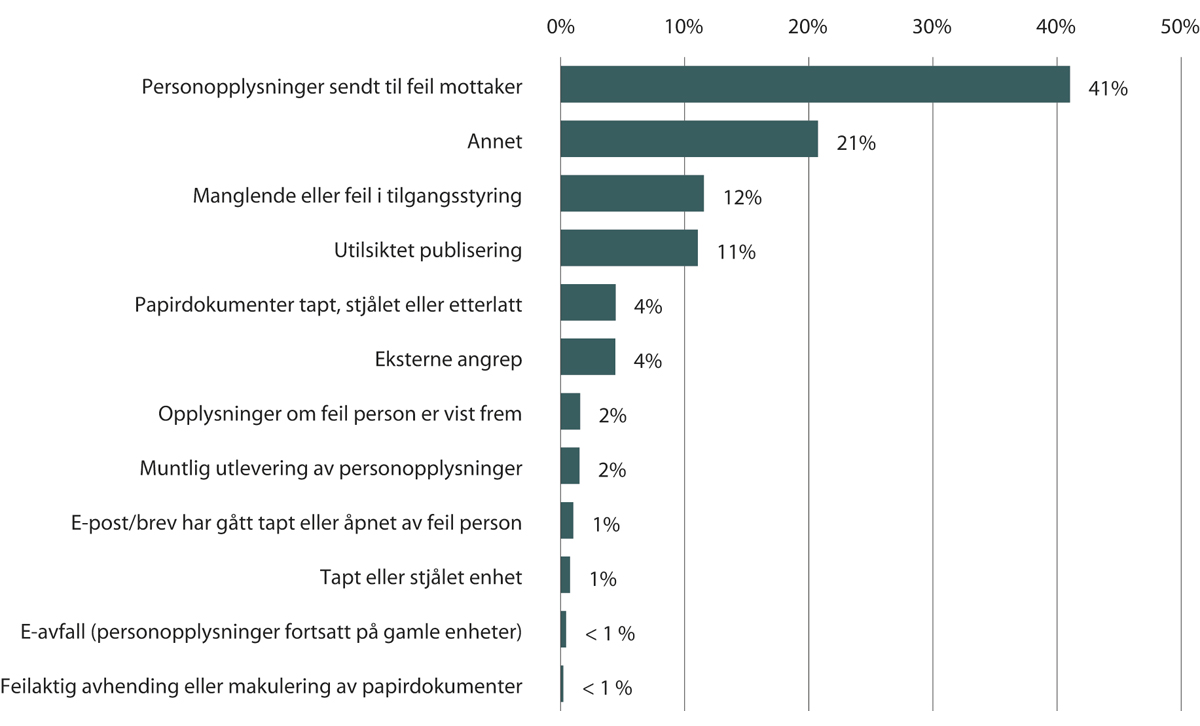 0% 10% 20% 30% 40% 50%
Personopplysninger sendt til feil mottaker 41%
Annet 21%
Manglende eller feil i tilgangsstyring 12%
Utilsiktet publisering 11%
Papirdokumenter tapt, stjålet eller etterlatt 4%
Eksterne angrep 4%
Opplysninger om feil person er vist frem 2%
Muntlig utlevering av personopplysninger 2%
E-post/brev har gått tapt eller åpnet av feil person 1%
Tapt eller stjålet enhet 1%
E-avfall (personopplysninger fortsatt på gamle enheter) < 1 %
Feilaktig avhending eller makulering av papirdokumenter < 1 %